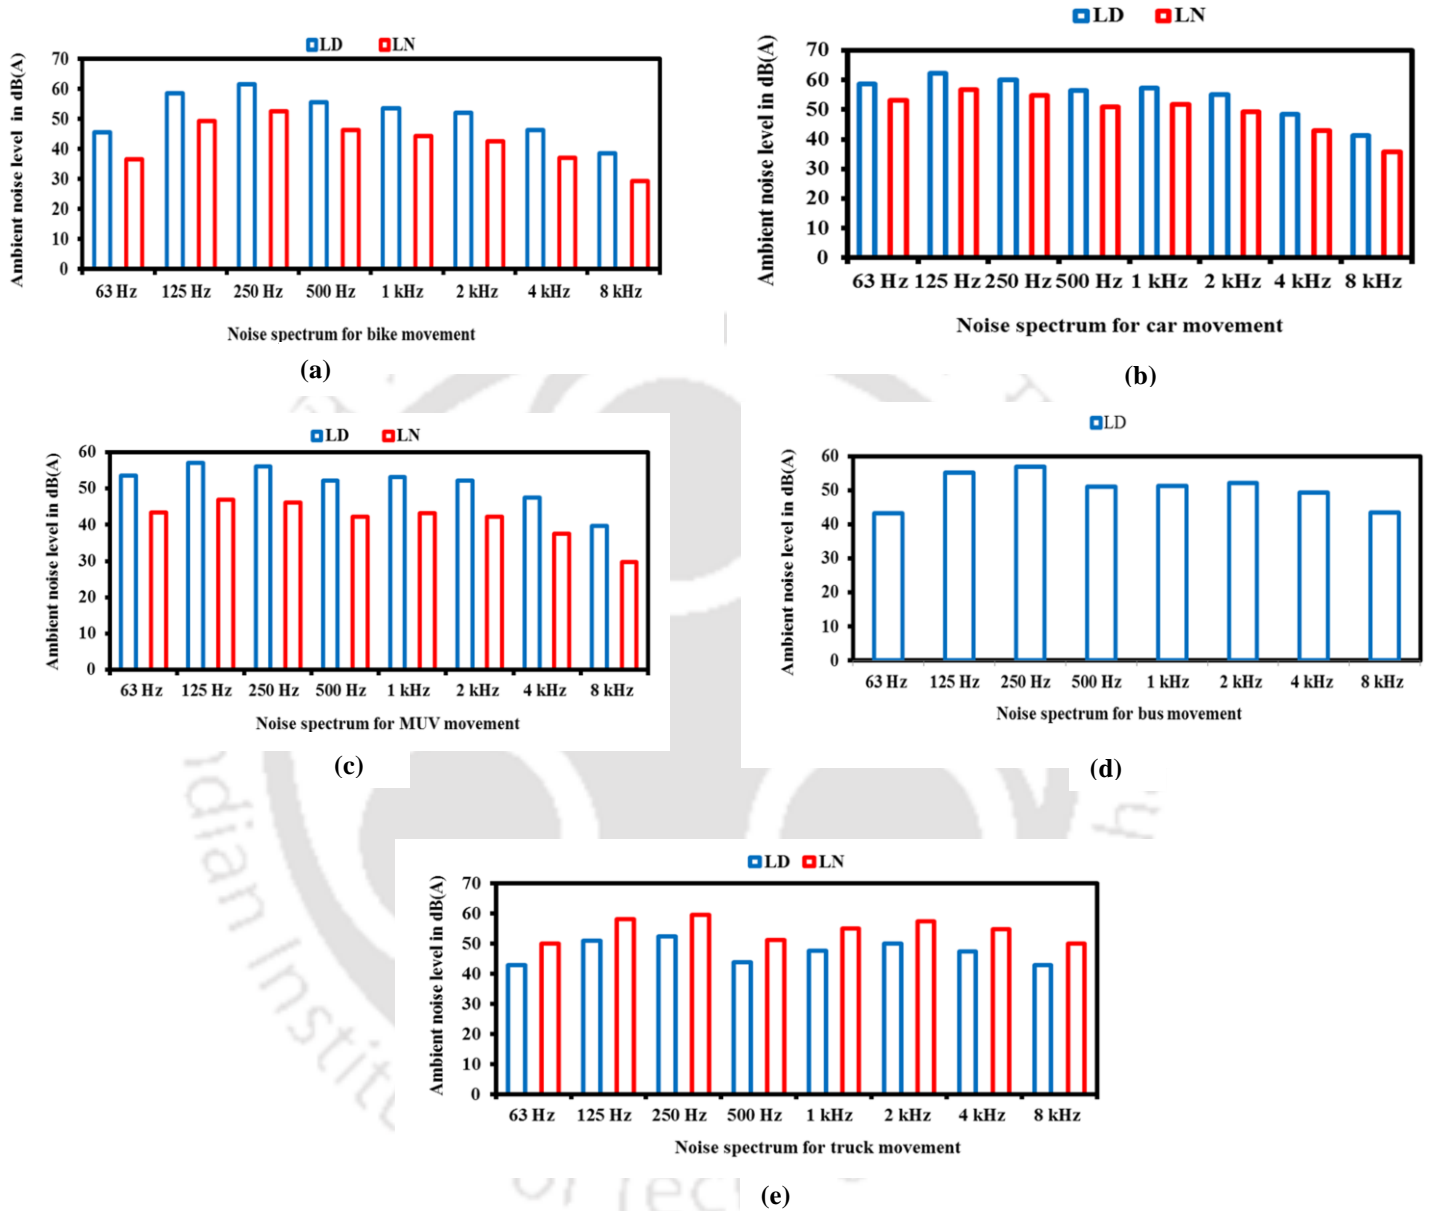 LD LN
Ambient noise level in dB(A)
70
60
50
40
30
20
10
0
63 Hz 125 Hz 250 Hz 500 Hz 1 kHz 2 kHz 4 kHz 8 kHz
Noise spectrum for bike movement
(a)
LD LN
Ambient noise level in dB(A)
70
60
50
40
30
20
10
0
63 Hz 125 Hz 250 Hz 500 Hz 1 kHz 2 kHz 4 kHz 8 kHz
Noise spectrum for car movement
(b)
LD LN
Ambient noise level in dB(A)
60
50
40
30
20
10
0
63 Hz 125 Hz 250 Hz 500 Hz 1 kHz 2 kHz 4 kHz 8 kHz
Noise spectrum for MUV movement
(c)
LD
Ambient noise level in dB(A)
60
50
40
30
20
10
0
63 Hz 125 Hz 250 Hz 500 Hz 1 kHz 2 kHz 4 kHz 8 kHz
Noise spectrum for bus movement
(d)
LD LN
Ambient noise level in dB(A)
70
60
50
40
30
20
10
0
63 Hz 125 Hz 250 Hz 500 Hz 1 kHz 2 kHz 4 kHz 8 kHz
Noise spectrum for truck movement
(e)